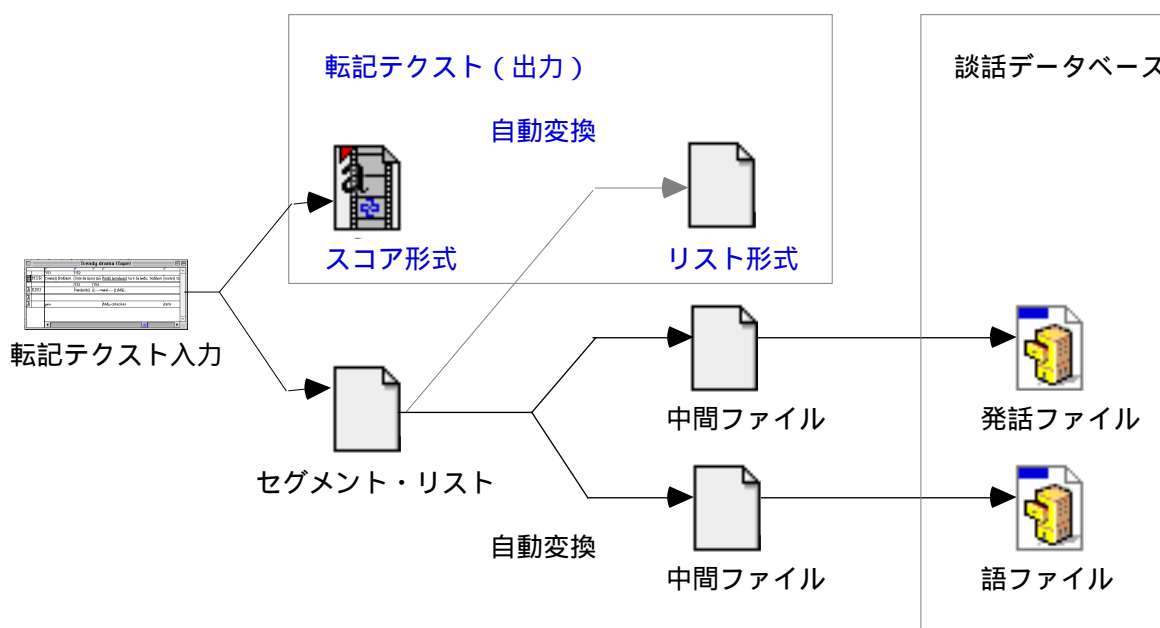 転記テクスト（出力）
談話データベース
自動変換
スコア形式
リスト形式
trendy drama (Tape)
転記テクスト入力
中間ファイル
発話ファイル
セグメント・リスト
自動変換
中間ファイル
語ファイル